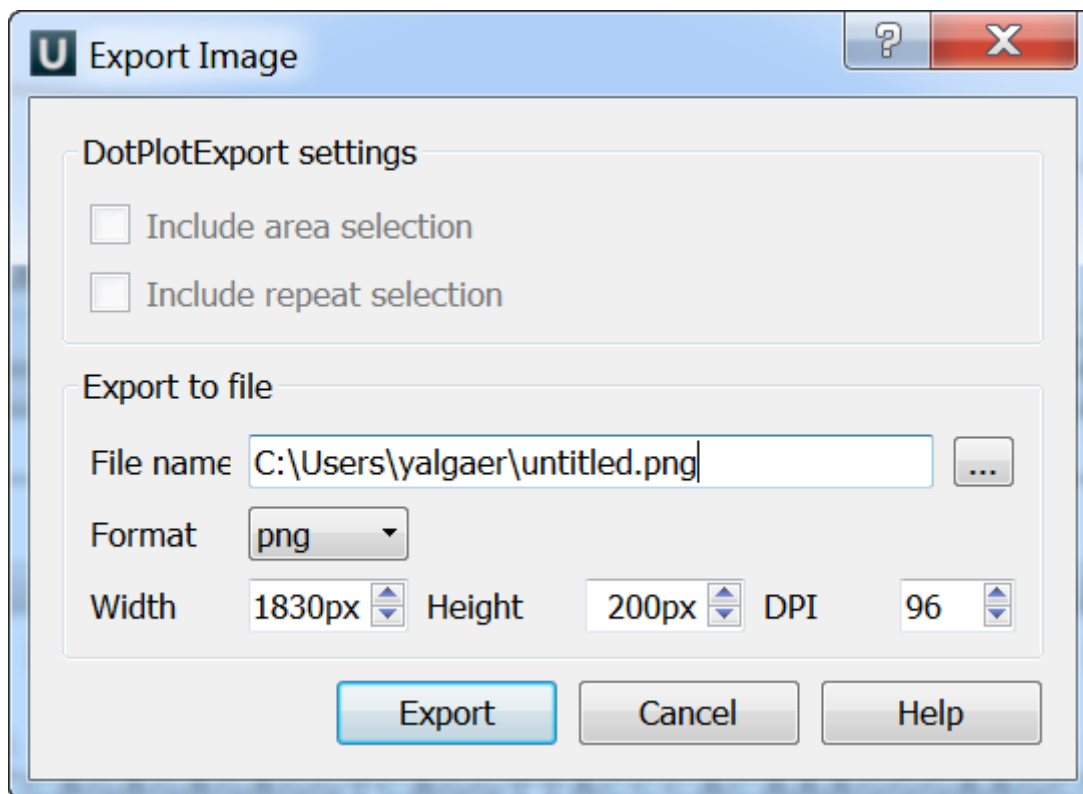 U Export Image
DotPlotExport settings
Include area selection
Include repeat selection
Export to file
File name C:\Users\yalgaer\untitled.png ...
Format png
Width 1830px Height 200px DPI 96
Export Cancel Help